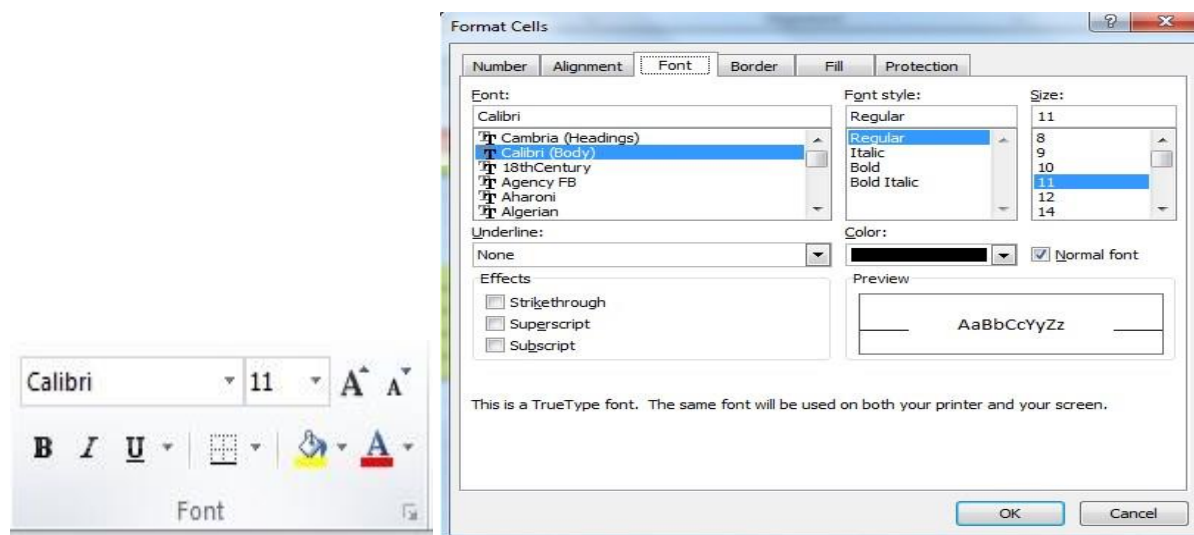 Format Cells
Number Alignment Font Border Fill Protection
Font: Font style: Size:
Calibri Regular 11
Cambria (Headings) Regular 8
Calibri (Body) Italic 9
18thCentury Bold 10
Agency FB Bold Italic 11
Aharoni 12
Algerian 14
Underline: Color:
None Normal font
Effects Preview
Strikethrough
Superscript AaBbCcYyZz
Subscript
This is a TrueType font. The same font will be used on both your printer and your screen.
OK Cancel
Calibri 11 A A
B I U A
Font